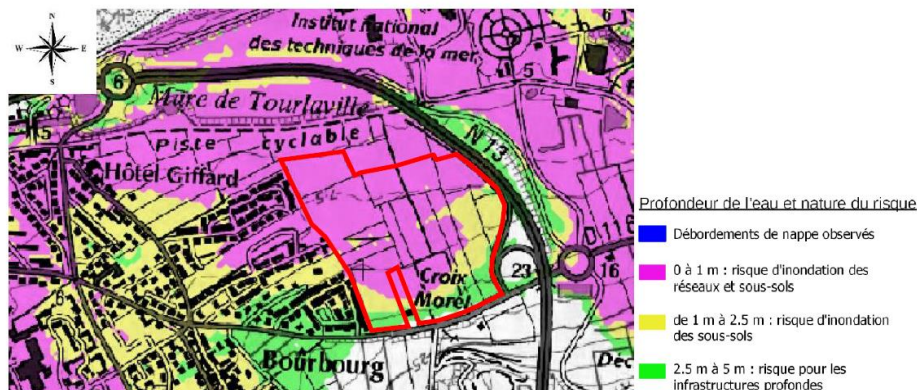 N
W E
S
Institut national
des techniques de la mer
6
5
6
Mare de Tourlaville
5
Piste cyclable
N 13
Hôtel Giffard
D 116
23
16
Croix
Morel
6
Bourbourg
Profondeur de l'eau et nature du risque
Débordements de nappe observés
0 à 1 m : risque d'inondation des
réseaux et sous-sols
de 1 m à 2.5 m : risque d'inondation
des sous-sols
2.5 m à 5 m : risque pour les
infrastructures profondes